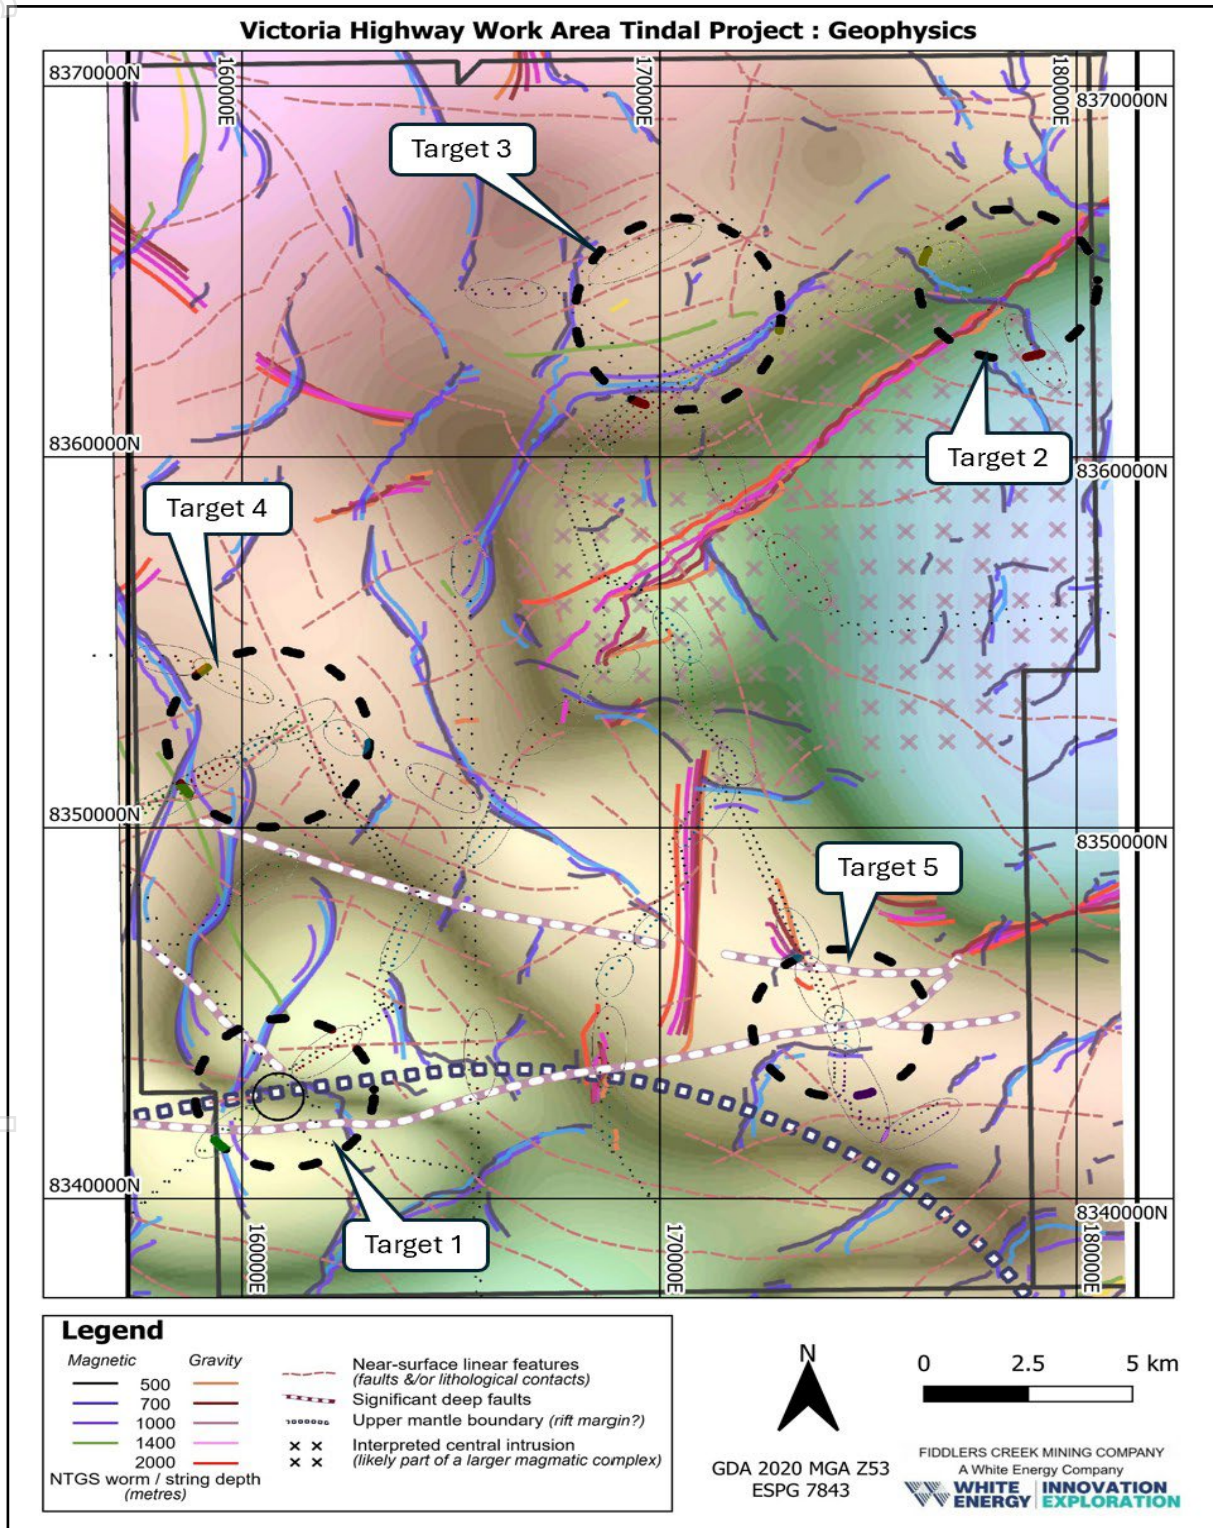 Victoria Highway Work Area Tindal Project : Geophysics
8370000N
160000E
170000E
180000E
8370000N
Target 3
8360000N
Target 2
8360000N
Target 4
8350000N
Target 5
8350000N
8340000N
Target 1
8340000N
160000E
170000E
180000E
Legend
Magnetic
Gravity
500
700
1000
1400
2000
NTGS worm / string depth
(metres)
Near-surface linear features
(faults &/or lithological contacts)
Significant deep faults
Upper mantle boundary (rift margin?)
Interpreted central intrusion
(likely part of a larger magmatic complex)
N
GDA 2020 MGA Z53
ESPG 7843
0 2.5 5 km
FIDDLERS CREEK MINING COMPANY
A White Energy Company
WHITE ENERGY
INNOVATION EXPLORATION